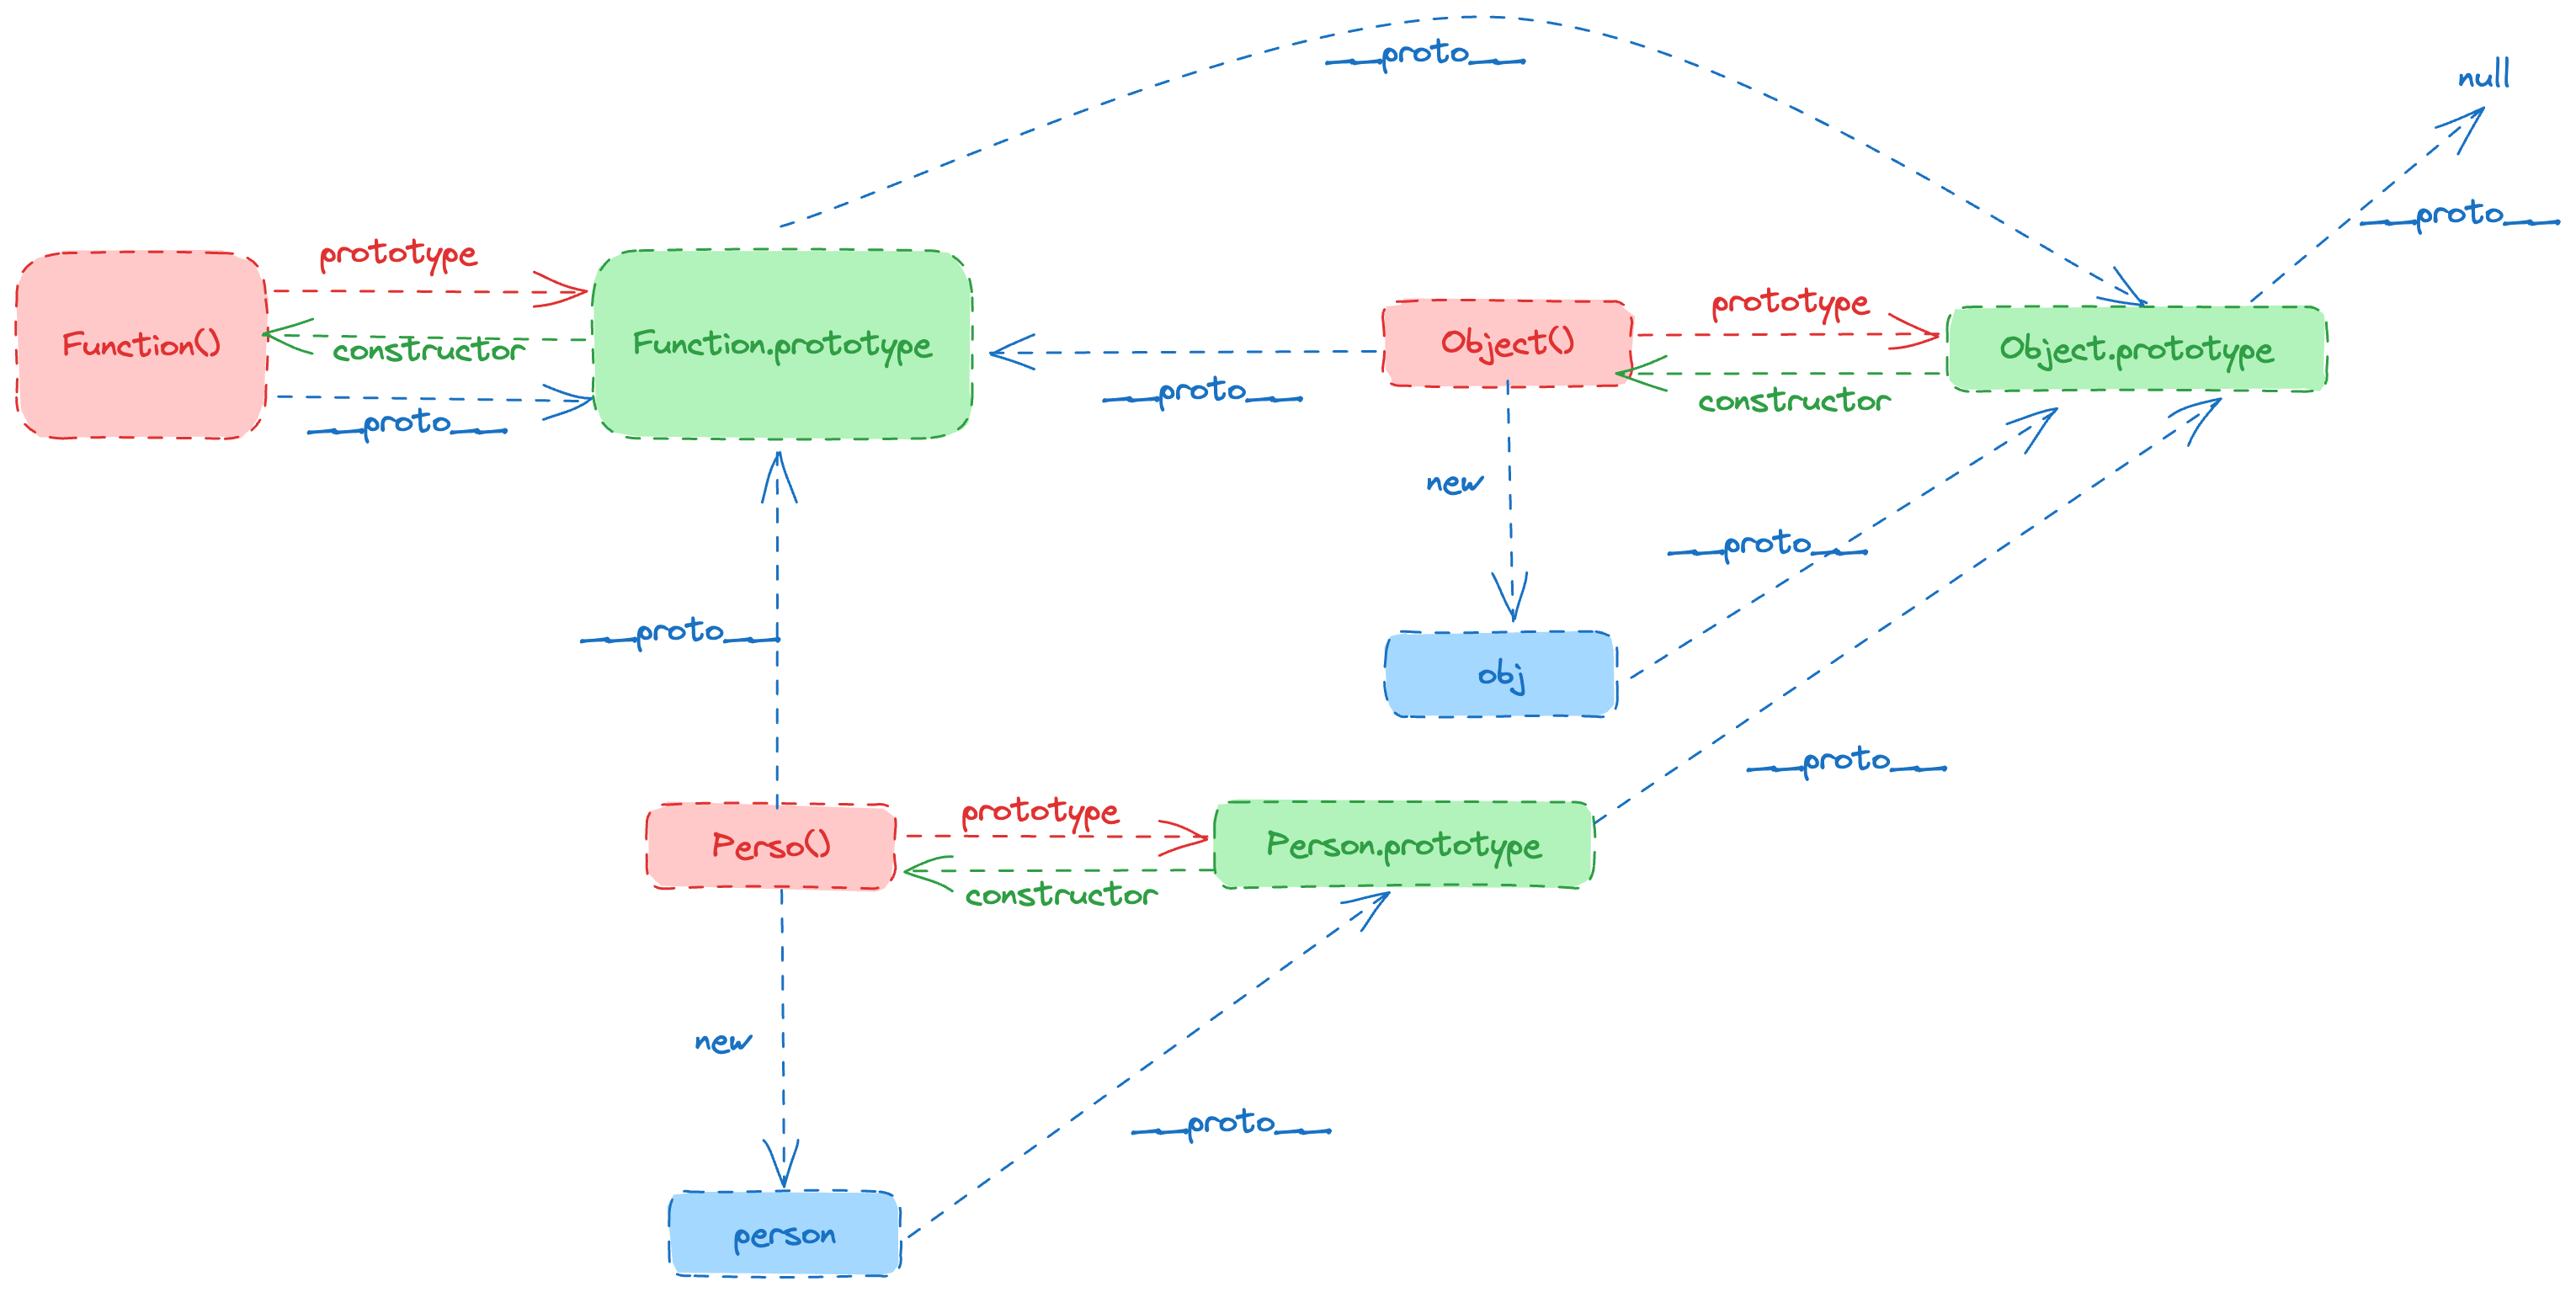 __proto__
null
__proto__
prototype
Function()
constructor
__proto__
Function.prototype
__proto__
Object()
prototype
constructor
Object.prototype
new
__proto__
obj
__proto__
__proto__
Perso()
prototype
constructor
Person.prototype
new
__proto__
person